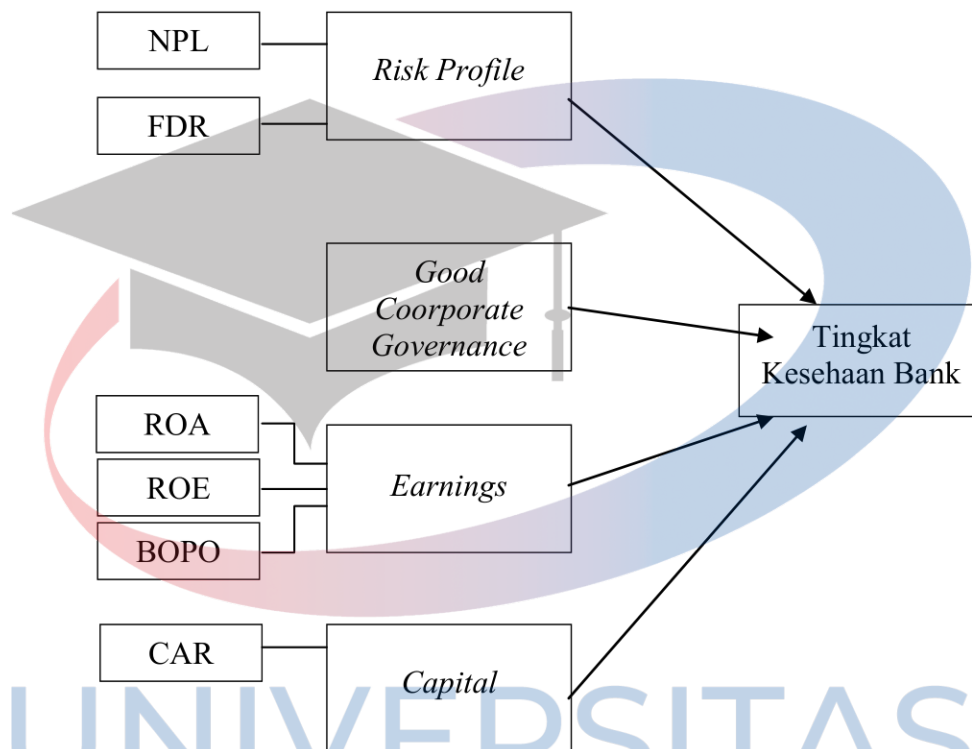 NPL
Risk Profile
FDR
Good
Coorporate
Governance
Tingkat
Kesehaan Bank
ROA
ROE
Earnings
BOPO
CAR
Capital
UNIVERSITAS